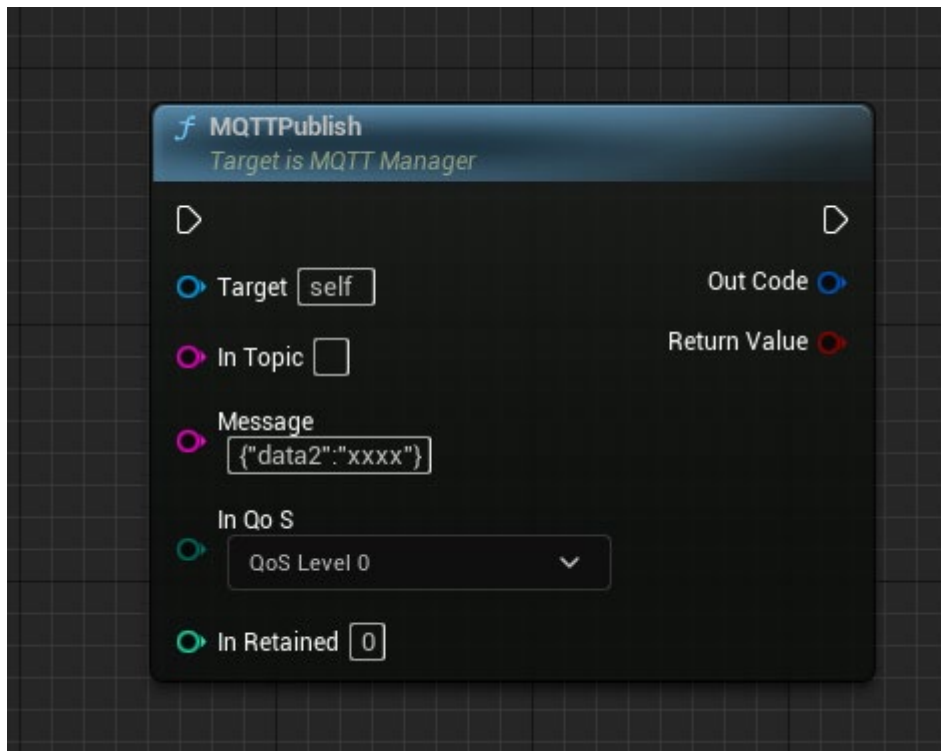 MQTTPublish
Target is MQTT Manager
Target self
Out Code
In Topic
Return Value
Message
{"data2":"xxxx"}
In Qo S
QoS Level 0
In Retained 0